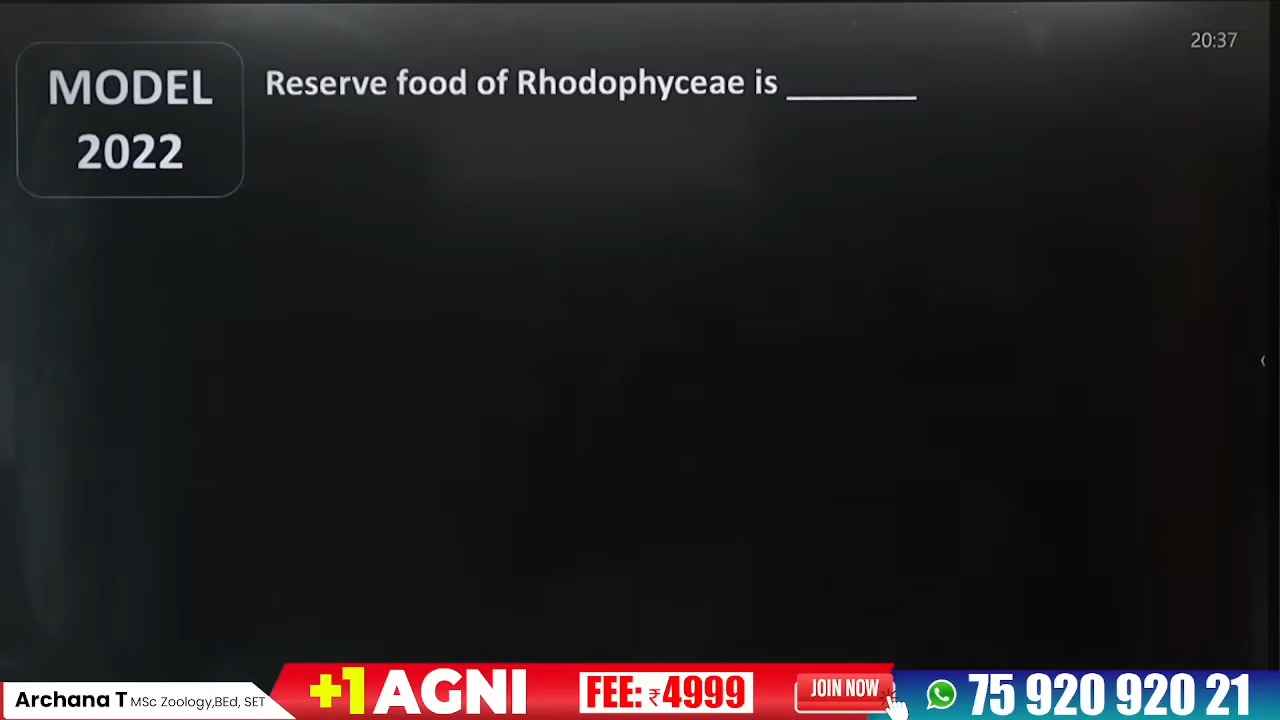 20:37
MODEL
2022
Reserve food of Rhodophyceae is ________
Archana T MSc Zoology,BEd, SET
+1 AGNI
FEE: ₹4999
JOIN NOW
75 920 920 21